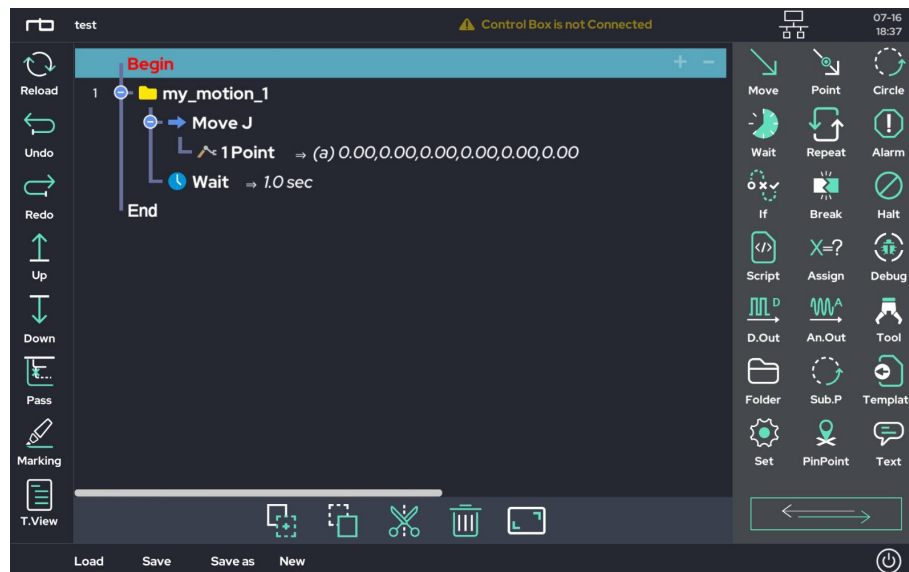 test
Control Box is not Connected
07-16
18:37
Reload
Undo
Redo
Up
Down
Pass
Marking
T.View
Begin
1 my_motion_1
Move J
1 Point ⇒ (a) 0.00,0.00,0.00,0.00,0.00,0.00
Wait ⇒ 1.0 sec
End
Move Point Circle
Wait Repeat Alarm
If Break Halt
X=?
Script Assign Debug
D A
D.Out An.Out Tool
Folder Sub.P Templat
Set PinPoint Text
Load Save Save as New